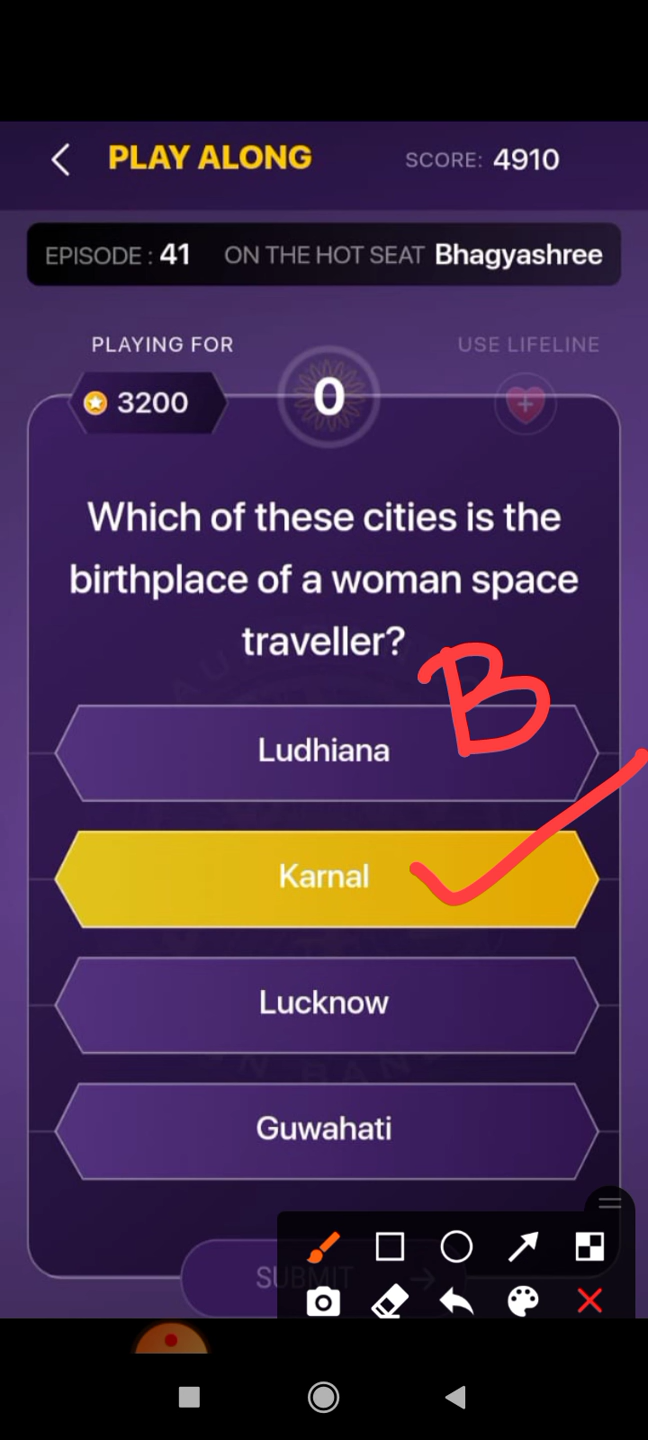 PLAY ALONG
SCORE: 4910
EPISODE : 41 ON THE HOT SEAT Bhagyashree
PLAYING FOR
USE LIFELINE
3200
0
Which of these cities is the
birthplace of a woman space
traveller?
B
Ludhiana
Karnal
Lucknow
Guwahati
SUBMIT